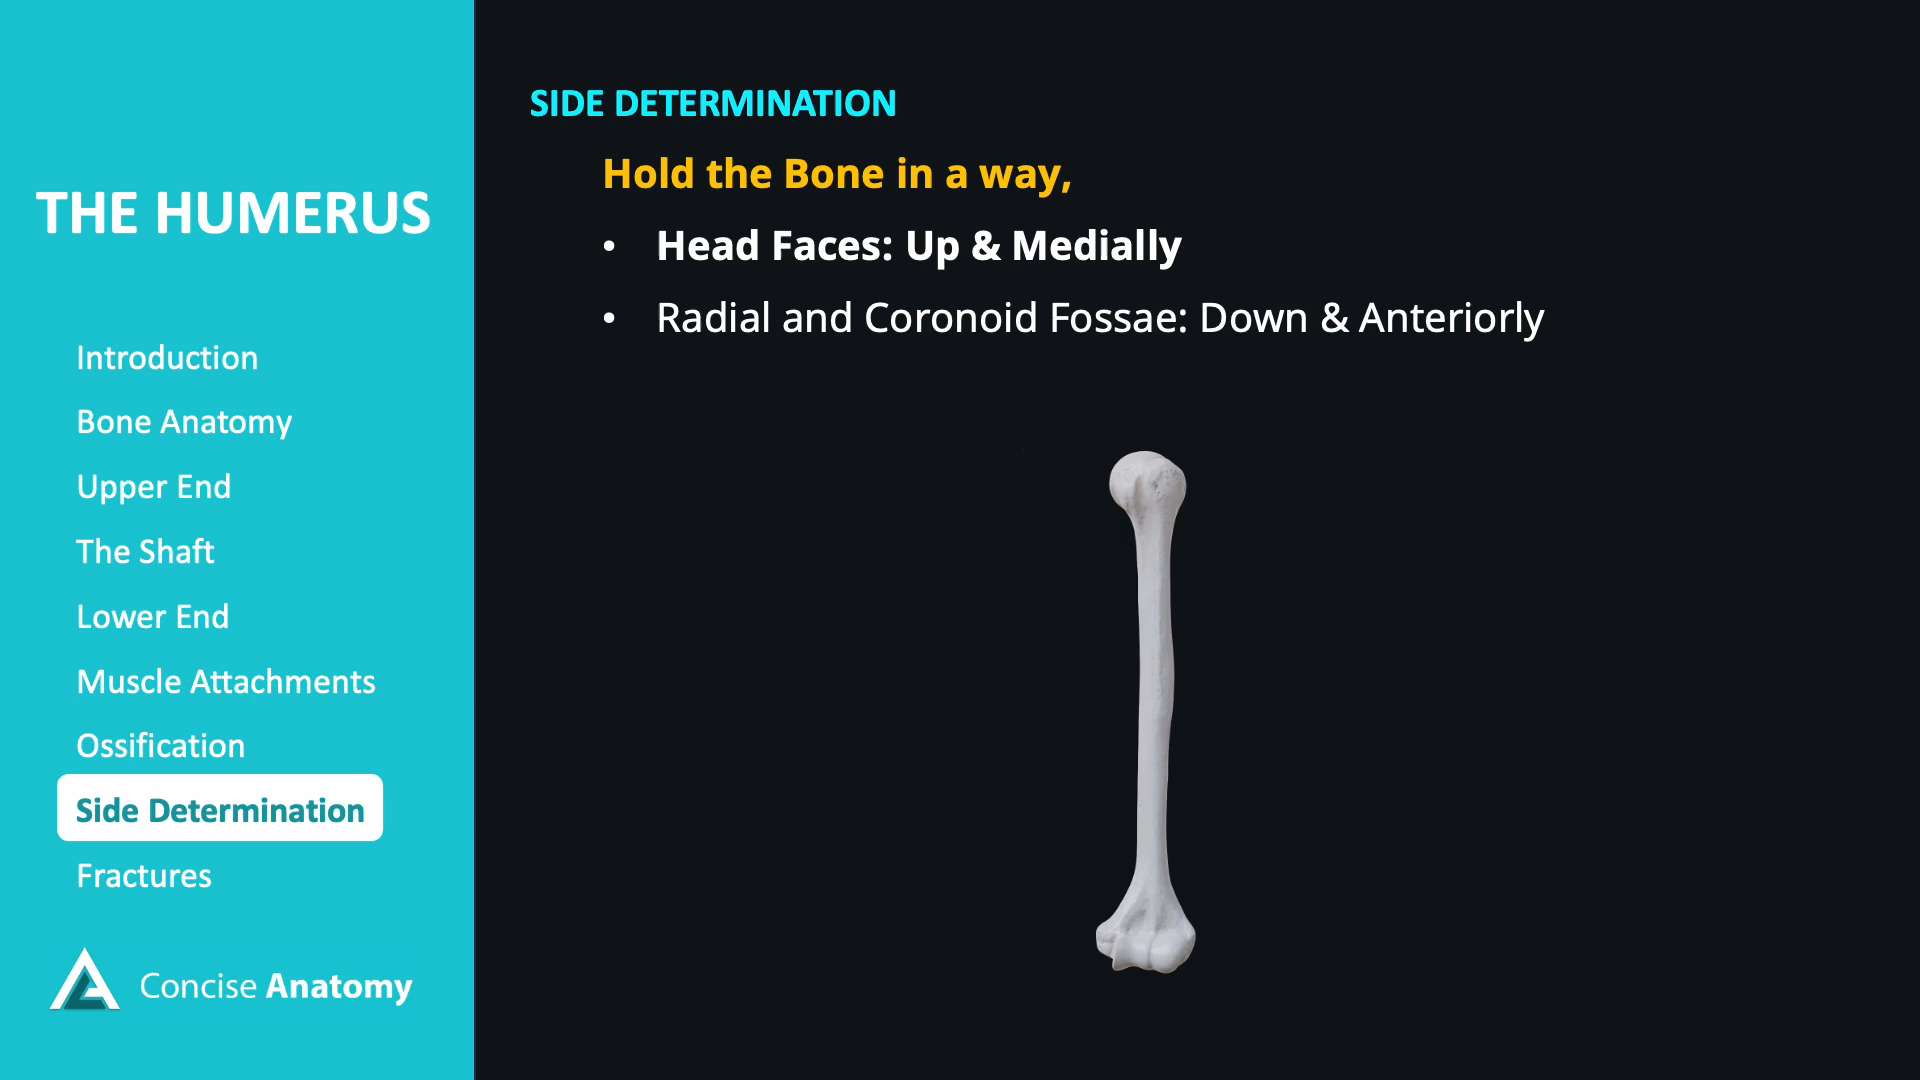 THE HUMERUS
Introduction
Bone Anatomy
Upper End
The Shaft
Lower End
Muscle Attachments
Ossification
Side Determination
Fractures
Concise Anatomy
SIDE DETERMINATION
Hold the Bone in a way,
• Head Faces: Up & Medially
• Radial and Coronoid Fossae: Down & Anteriorly